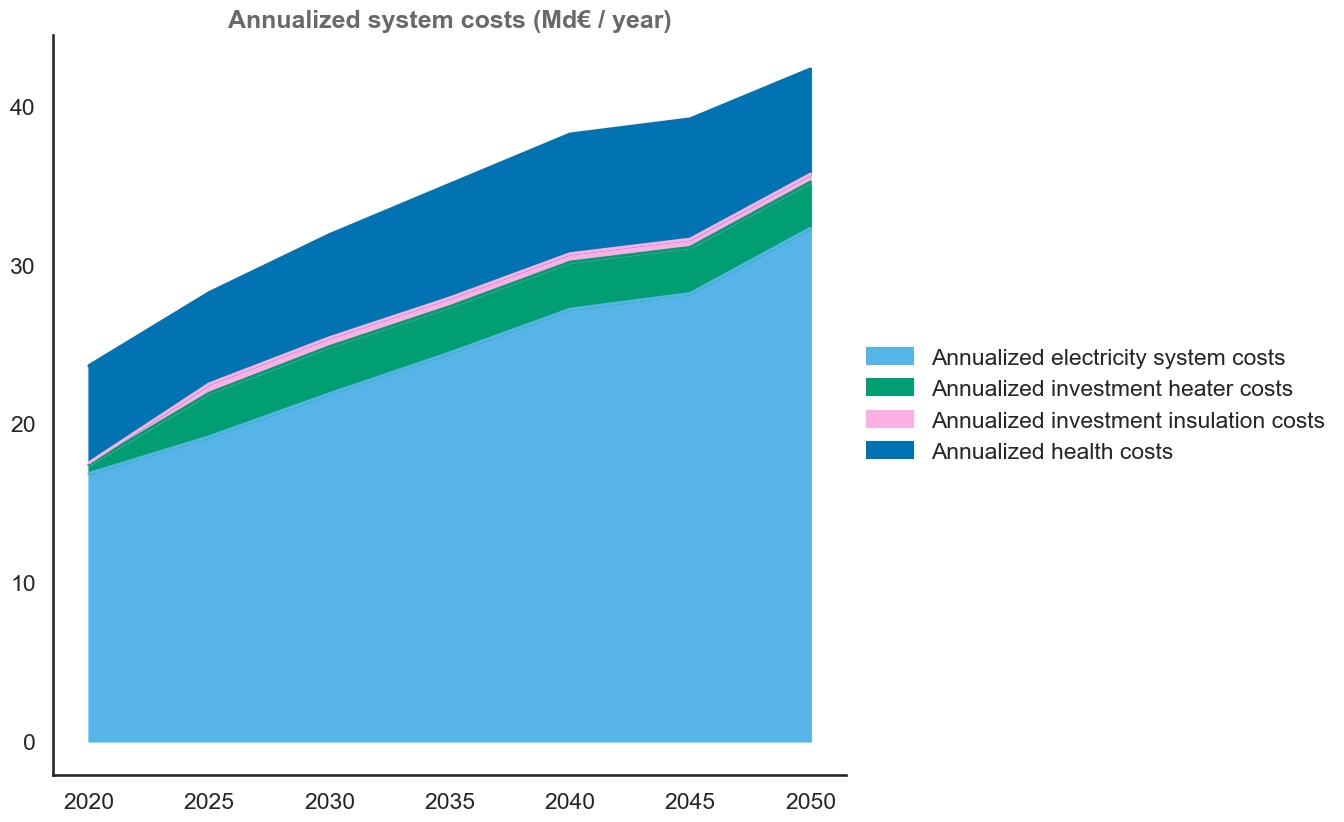 Annualized system costs (Md€ / year)
40
30
20
10
0
2020 2025 2030 2035 2040 2045 2050
Annualized electricity system costs
Annualized investment heater costs
Annualized investment insulation costs
Annualized health costs